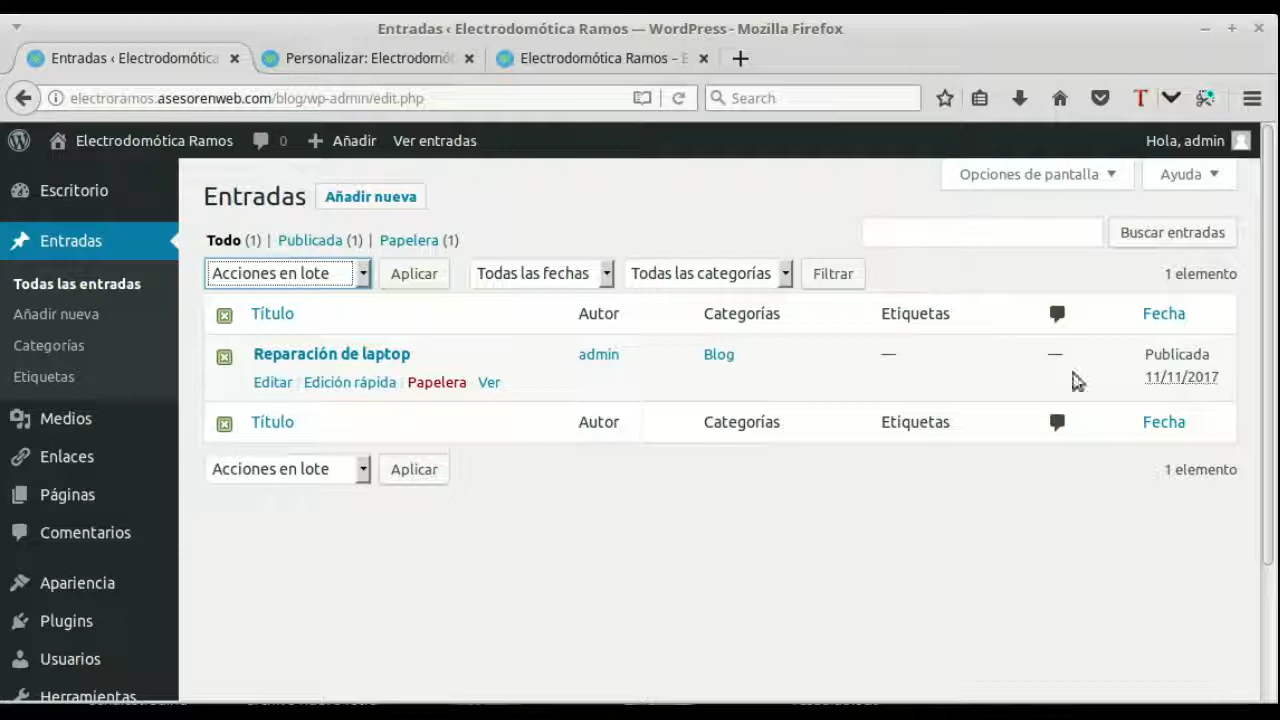 Entradas ‹ Electrodomótica Ramos — WordPress - Mozilla Firefox
Entradas ‹ Electrodomótica
Personalizar: Electrodomót
Electrodomótica Ramos – E
electroramos.asesorenweb.com/blog/wp-admin/edit.php
Search
Electrodomótica Ramos 0 Añadir Ver entradas Hola, admin
Opciones de pantalla Ayuda
Escritorio
Entradas
Todas las entradas
Añadir nueva
Categorías
Etiquetas
Medios
Enlaces
Páginas
Comentarios
Apariencia
Plugins
Usuarios
Herramientas
Entradas Añadir nueva
Todo (1) | Publicada (1) | Papelera (1)
Buscar entradas
Acciones en lote Aplicar Todas las fechas Todas las categorías Filtrar 1 elemento
Título Autor Categorías Etiquetas Fecha
Reparación de laptop admin Blog — — Publicada
Editar | Edición rápida | Papelera | Ver 11/11/2017
Título Autor Categorías Etiquetas Fecha
Acciones en lote Aplicar 1 elemento